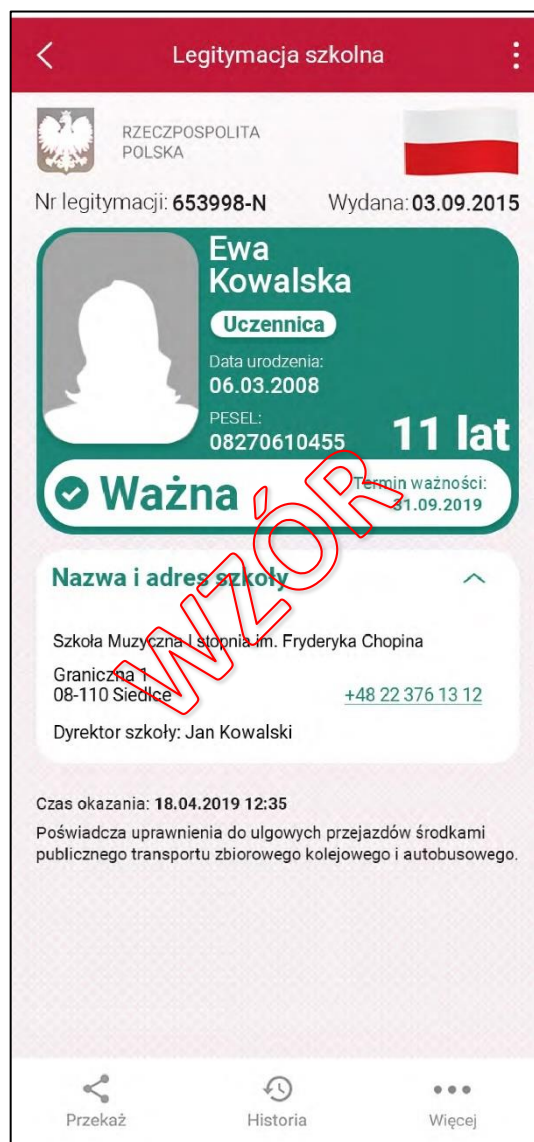 Legitymacja szkolna
RZECZPOSPOLITA
POLSKA
Nr legitymacji: 653998-N Wydana: 03.09.2015
Ewa
Kowalska
Uczennica
Data urodzenia:
06.03.2008
PESEL:
08270610455
11 lat
Ważna
Termin ważności:
31.09.2019
WZÓR
Nazwa i adres szkoły
Szkoła Muzyczna I stopnia im. Fryderyka Chopina
Graniczna 1
08-110 Siedlce
+48 22 376 13 12
Dyrektor szkoły: Jan Kowalski
Czas okazania: 18.04.2019 12:35
Poświadcza uprawnienia do ulgowych przejazdów środkami
publicznego transportu zbiorowego kolejowego i autobusowego.
Przekaż Historia Więcej